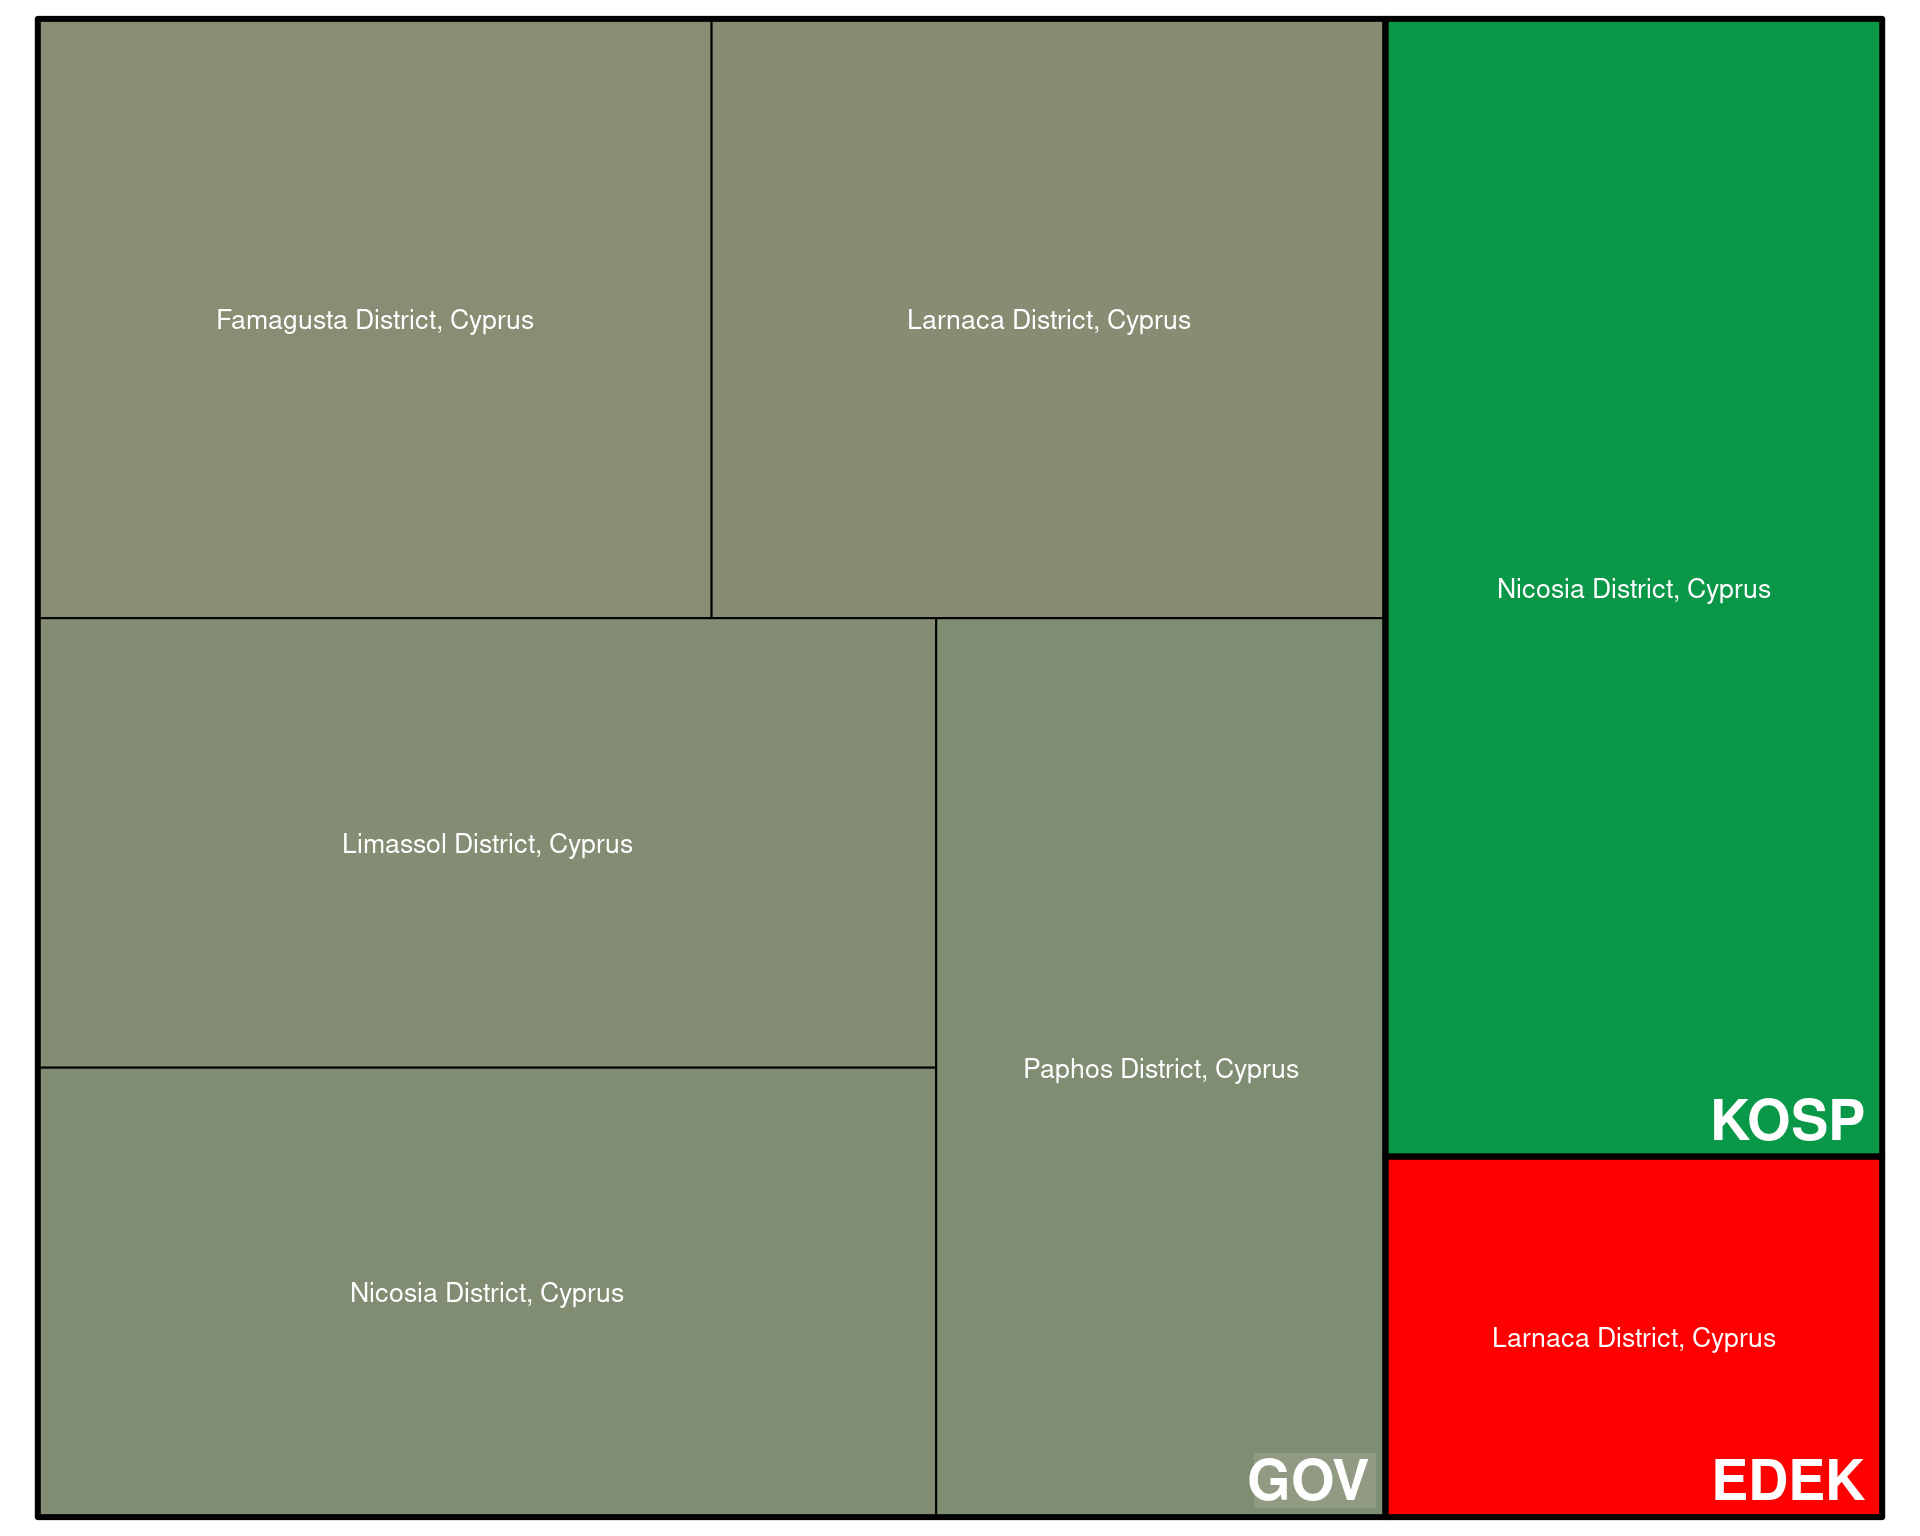 Famagusta District, Cyprus
Larnaca District, Cyprus
Limassol District, Cyprus
Nicosia District, Cyprus
Paphos District, Cyprus
GOV
Nicosia District, Cyprus
KOSP
Larnaca District, Cyprus
EDEK